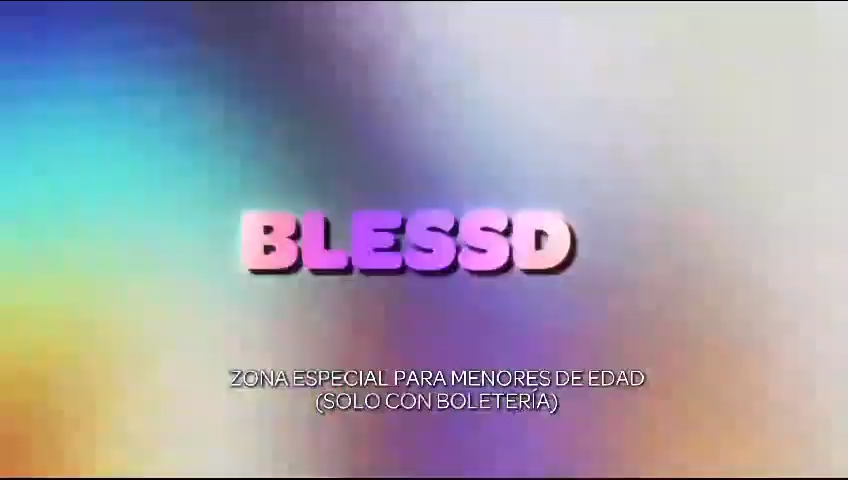 BLESSD
ZONA ESPECIAL PARA MENORES DE EDAD
(SOLO CON BOLETERÍA)